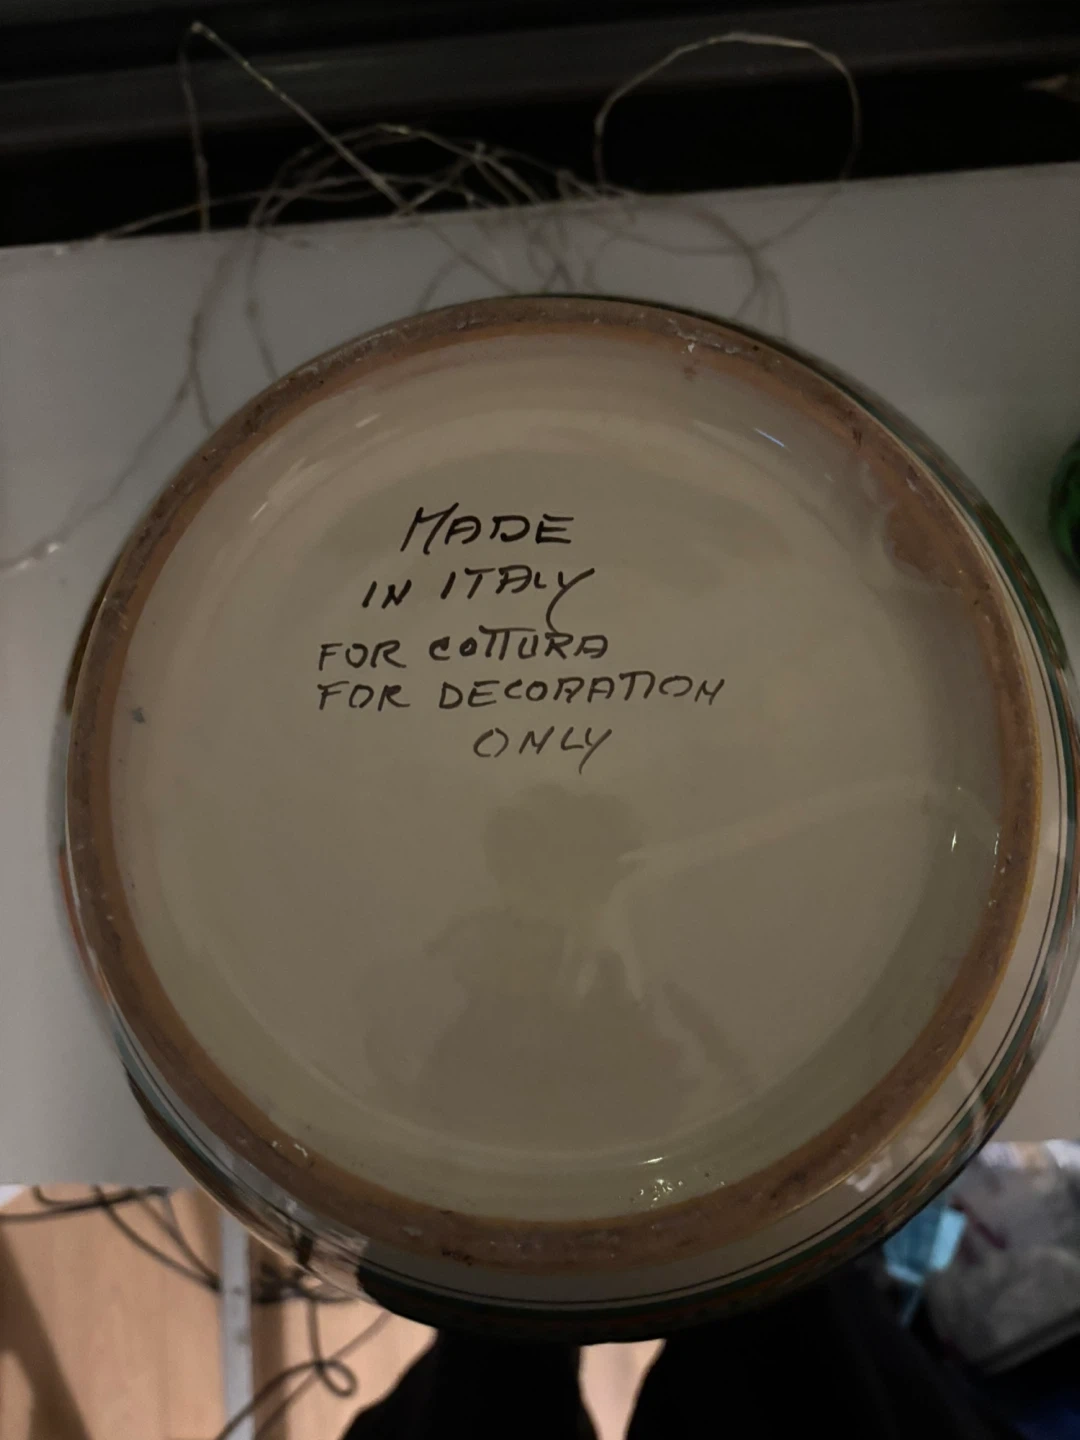 MADE
IN ITALY
FOR COTTURA
FOR DECORATION
ONLY